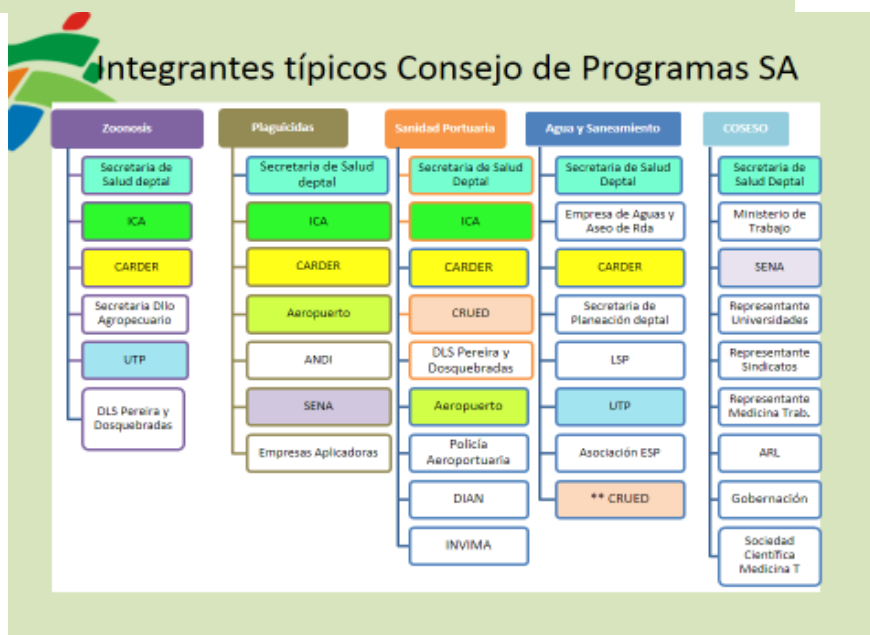 Integrantes típicos Consejo de Programas SA
Zoonosis
Secretaria de
Salud deptal
ICA
CARDER
Secretaria Dllo
Agropecuario
UTP
DLS Pereira y
Dosquebradas
Plaguicidas
Secretaria de Salud
deptal
ICA
CARDER
Aeropuerto
ANDI
SENA
Empresas Aplicadoras
Sanidad Portuaria
Secretaria de Salud
Deptal
ICA
CARDER
CRUED
DLS Pereira y
Dosquebradas
Aeropuerto
Policía
Aeroportuaria
DIAN
INVIMA
Agua y Saneamiento
Secretaria de Salud
Deptal
Empresa de Aguas y
Aseo de Rda
CARDER
Secretaria de
Planeación deptal
LSP
UTP
Asociación ESP
** CRUED
COSESO
Secretaria de
Salud Deptal
Ministerio de
Trabajo
SENA
Representante
Universidades
Representante
Sindicatos
Representante
Medicina Trab.
ARL
Gobernación
Sociedad
Científica
Medicina T